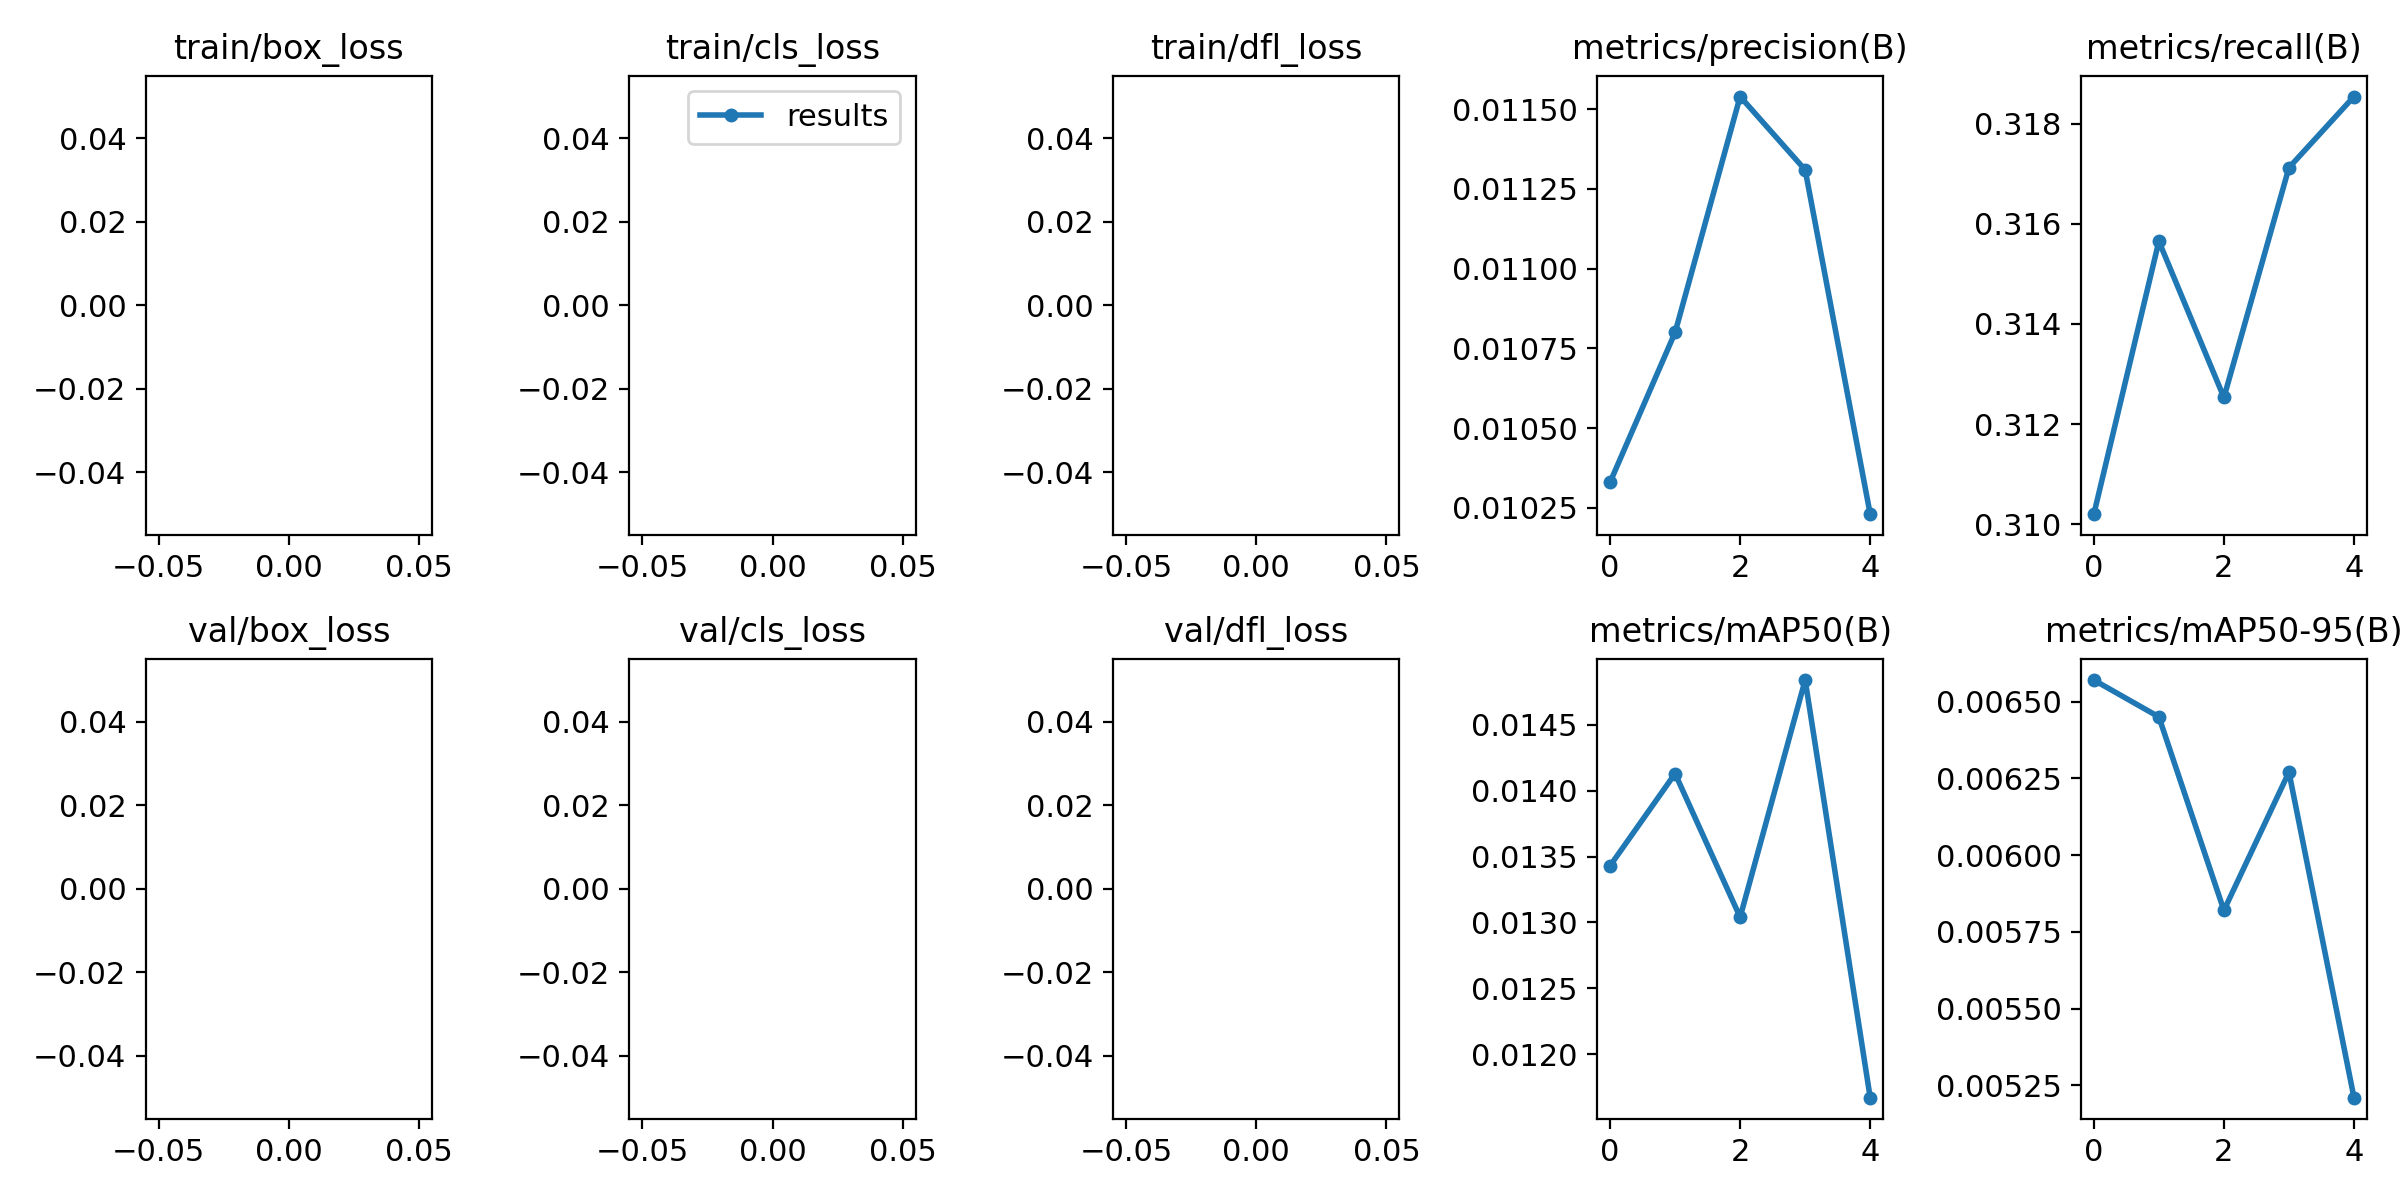 train/box_loss
0.04
0.02
0.00
−0.02
−0.04
−0.05 0.00 0.05
train/cls_loss
results
0.04
0.02
0.00
−0.02
−0.04
−0.05 0.00 0.05
train/dfl_loss
0.04
0.02
0.00
−0.02
−0.04
−0.05 0.00 0.05
metrics/precision(B)
0.01150
0.01125
0.01100
0.01075
0.01050
0.01025
0 2 4
metrics/recall(B)
0.318
0.316
0.314
0.312
0.310
0 2 4
val/box_loss
0.04
0.02
0.00
−0.02
−0.04
−0.05 0.00 0.05
val/cls_loss
0.04
0.02
0.00
−0.02
−0.04
−0.05 0.00 0.05
val/dfl_loss
0.04
0.02
0.00
−0.02
−0.04
−0.05 0.00 0.05
metrics/mAP50(B)
0.0145
0.0140
0.0135
0.0130
0.0125
0.0120
0 2 4
metrics/mAP50-95(B)
0.00650
0.00625
0.00600
0.00575
0.00550
0.00525
0 2 4